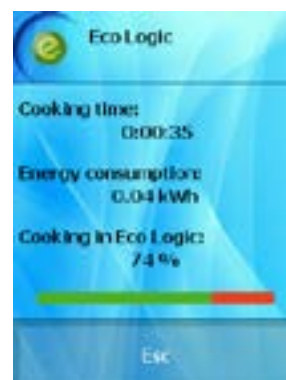 Eco Logic
Cooking time:
0:00:35
Energy consumption:
0.04 kWh
Cooking in Eco Logic:
74 %
Esc